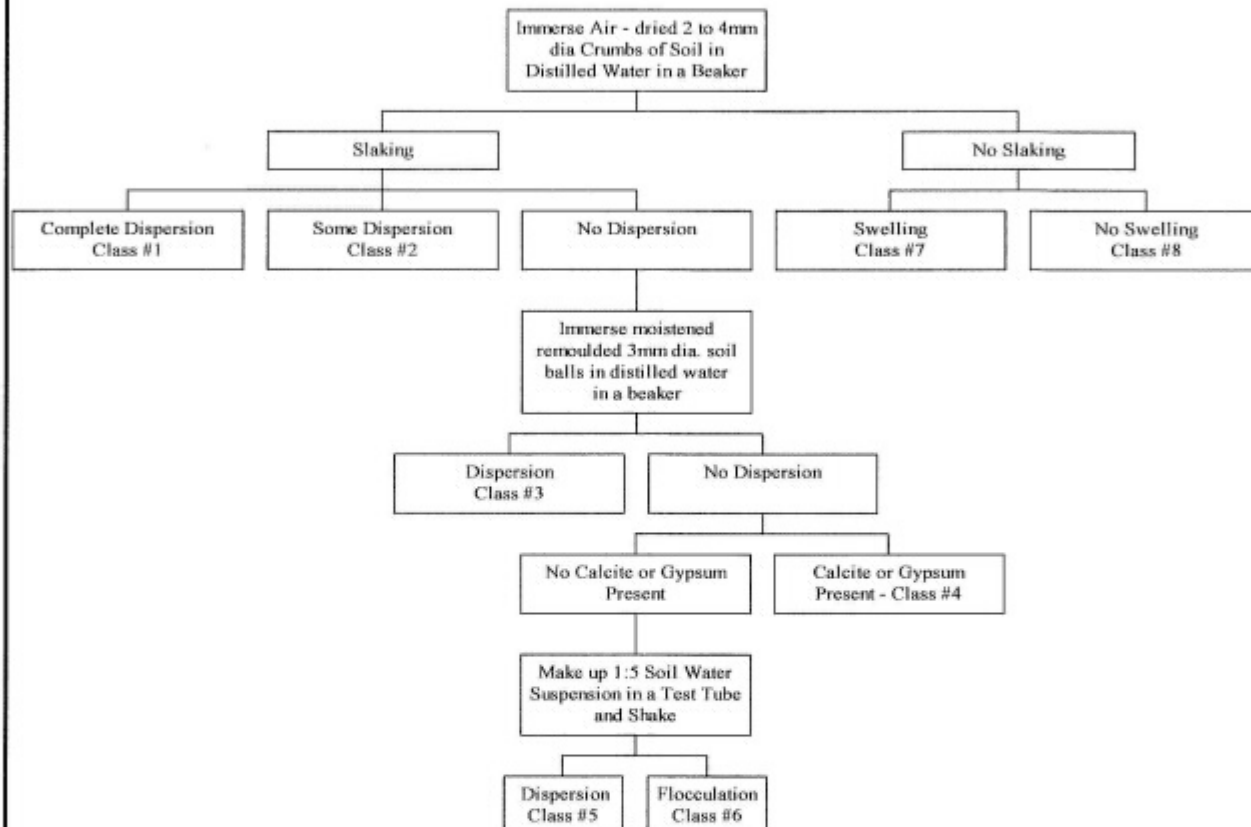 Immerse Air - dried 2 to 4mm
dia Crumbs of Soil in
Distilled Water in a Beaker
Slaking
No Slaking
Complete Dispersion
Class #1
Some Dispersion
Class #2
No Dispersion
Swelling
Class #7
No Swelling
Class #8
Immerse moistened
remoulded 3mm dia. soil
balls in distilled water
in a beaker
Dispersion
Class #3
No Dispersion
No Calcite or Gypsum
Present
Calcite or Gypsum
Present - Class #4
Make up 1:5 Soil Water
Suspension in a Test Tube
and Shake
Dispersion
Class #5
Flocculation
Class #6